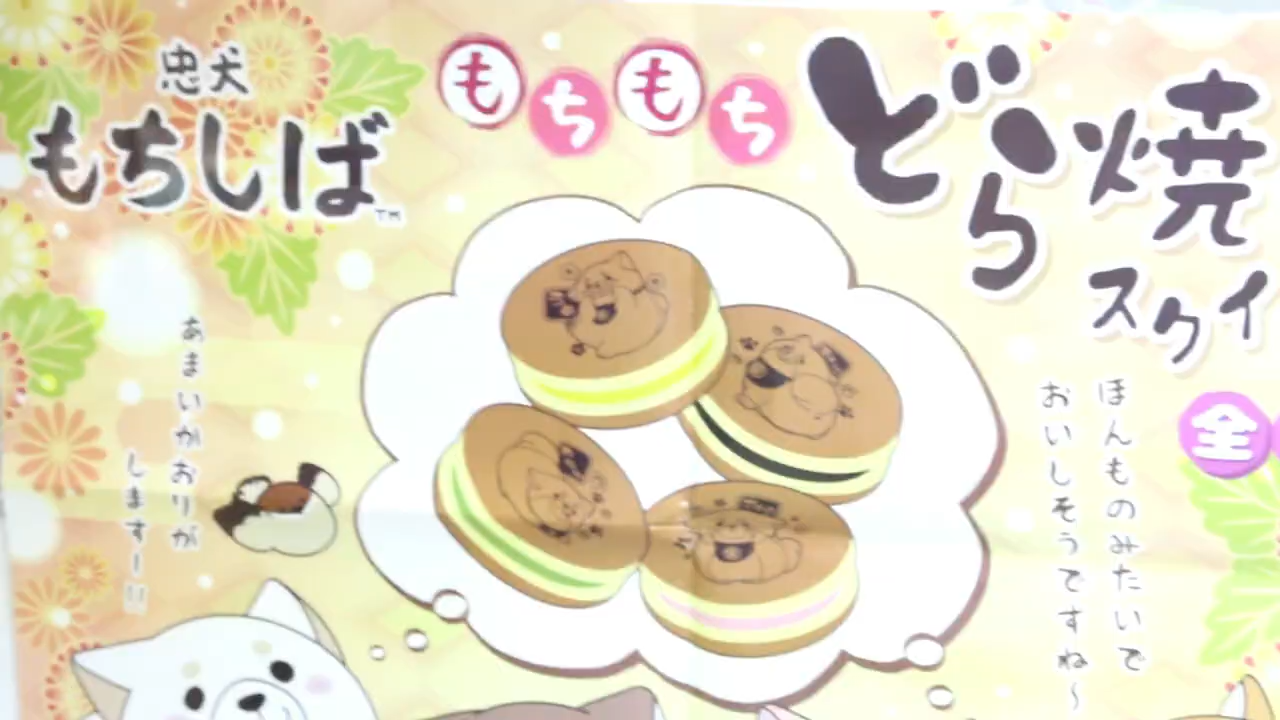 忠犬
もちしば™
もちもち
どら焼
スクイ
全
ほんものみたいで
おいしそうですね〜
あまいかおりが
しますー!!